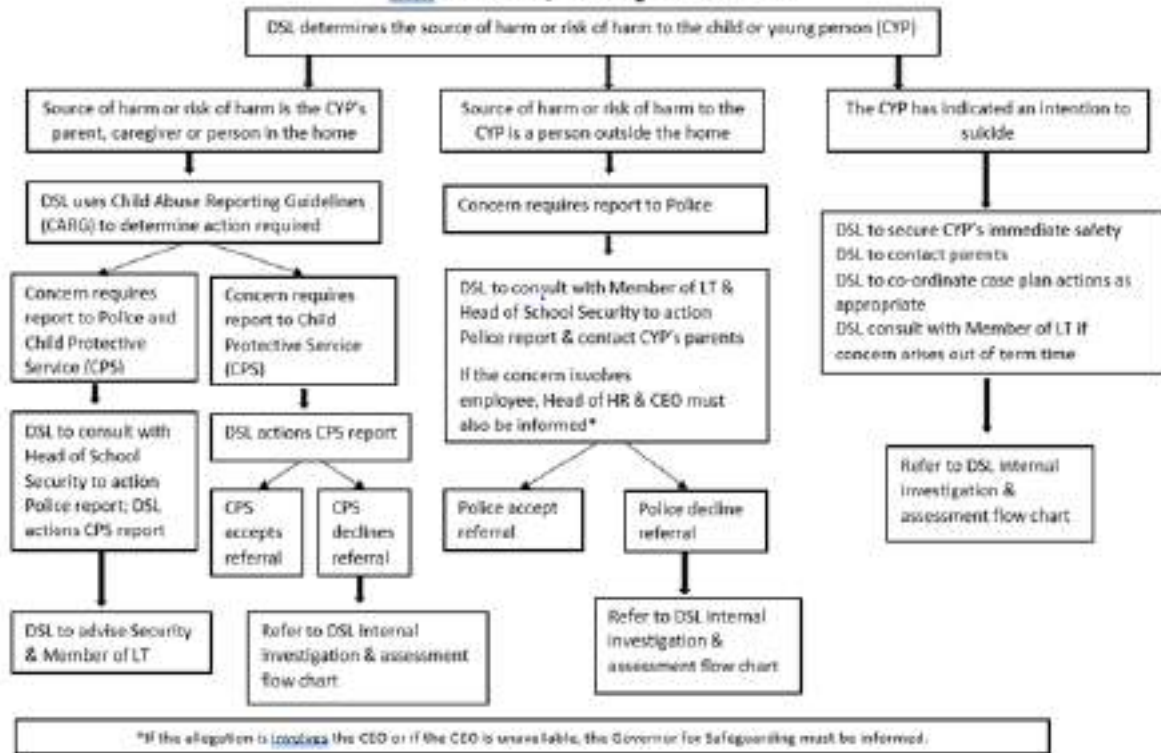 DSL determines the source of harm or risk of harm to the child or young person (CYP)
Source of harm or risk of harm is the CYP's
parent, caregiver or person in the home
Source of harm or risk of harm to the
CYP is a person outside the home
The CYP has indicated an intention to
suicide
DSL uses Child Abuse Reporting Guidelines
(CARG) to determine action required
Concern requires report to Police
DSL to secure CYP's immediate safety
DSL to contact parents
DSL to co-ordinate case plan actions as
appropriate
DSL consult with Member of LT if
concern arises out of term time
Concern requires
report to Police and
Child Protective
Service (CPS)
Concern requires
report to Child
Protective Service
(CPS)
DSL to consult with Member of LT &
Head of School Security to action
Police report & contact CYP's parents
If the concern involves
employee, Head of HR & CEO must
also be informed*
DSL to consult with
Head of School
Security to action
Police report; DSL
actions CPS report
DSL actions CPS report
Refer to DSL internal
investigation &
assessment flow chart
CPS
accepts
referral
CPS
declines
referral
Police accept
referral
Police decline
referral
DSL to advise Security
& Member of LT
Refer to DSL internal
investigation & assessment
flow chart
Refer to DSL internal
investigation &
assessment flow chart
*If the allegation is involves the CEO or if the CEO is unavailable, the Governor for Safeguarding must be informed.